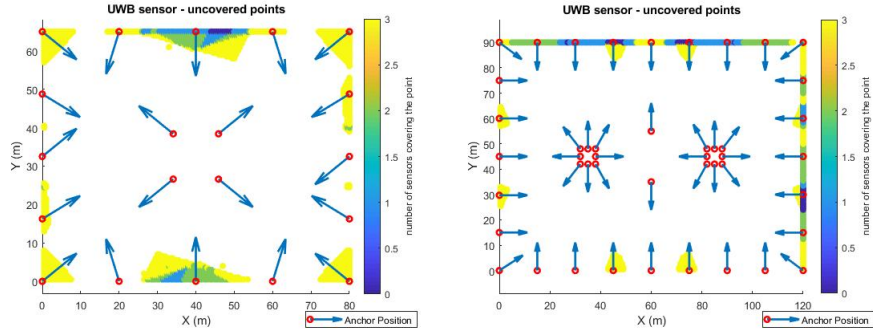 UWB sensor - uncovered points
Y (m)
60
50
40
30
20
10
0
0 10 20 30 40 50 60 70 80
X (m)
3
2.5
2
1.5
1
0.5
0
number of sensors covering the point
Anchor Position
UWB sensor - uncovered points
Y (m)
90
80
70
60
50
40
30
20
10
0
0 20 40 60 80 100 120
X (m)
3
2.5
2
1.5
1
0.5
0
number of sensors covering the point
Anchor Position